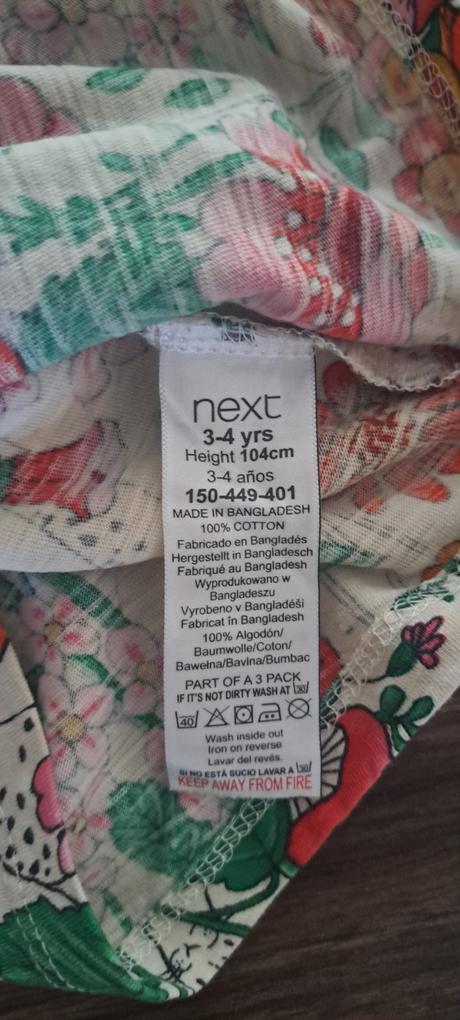 next
3-4 yrs
Height 104cm
3-4 años
150-449-401
MADE IN BANGLADESH
100% COTTON
Fabricado en Bangladés
Hergestellt in Bangladesch
Fabriqué au Bangladesh
Wyprodukowano w
Bangladeszu
Vyrobeno v Bangladéši
Fabricat în Bangladesh
100% Algodón/
Baumwolle/Coton/
Bawełna/Bavlna/Bumbac
PART OF A 3 PACK
IF IT'S NOT DIRTY WASH AT 30
40
Wash inside out
Iron on reverse
Lavar del revés.
SI NO ESTÁ SUCIO LAVAR A 30
KEEP AWAY FROM FIRE